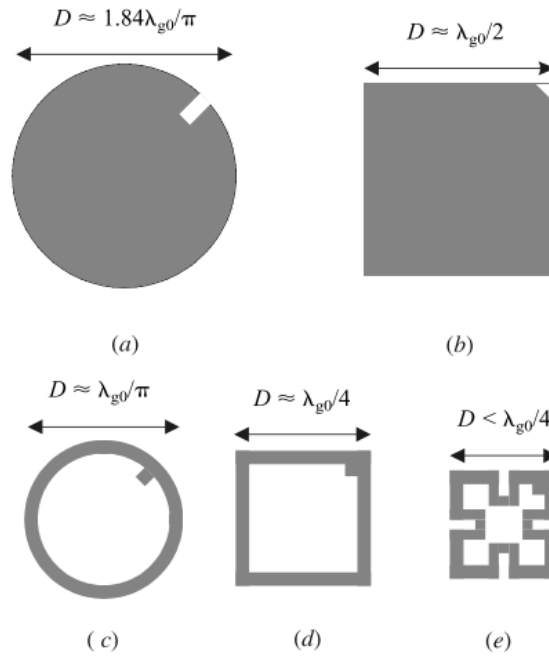 D ≈ 1.84λg0/π
D ≈ λg0/2
(a)
(b)
D ≈ λg0/π
D ≈ λg0/4
D < λg0/4
( c)
(d)
(e)